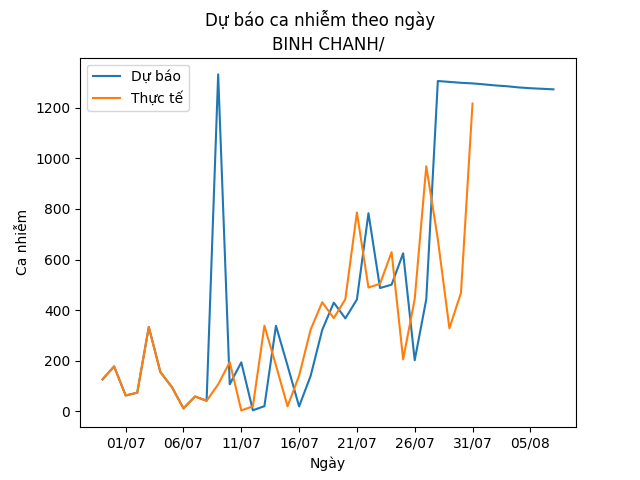 Dự báo ca nhiễm theo ngày
BINH CHANH/
Dự báo
Thực tế
1200
1000
800
600
400
200
0
Ca nhiễm
01/07 06/07 11/07 16/07 21/07 26/07 31/07 05/08
Ngày